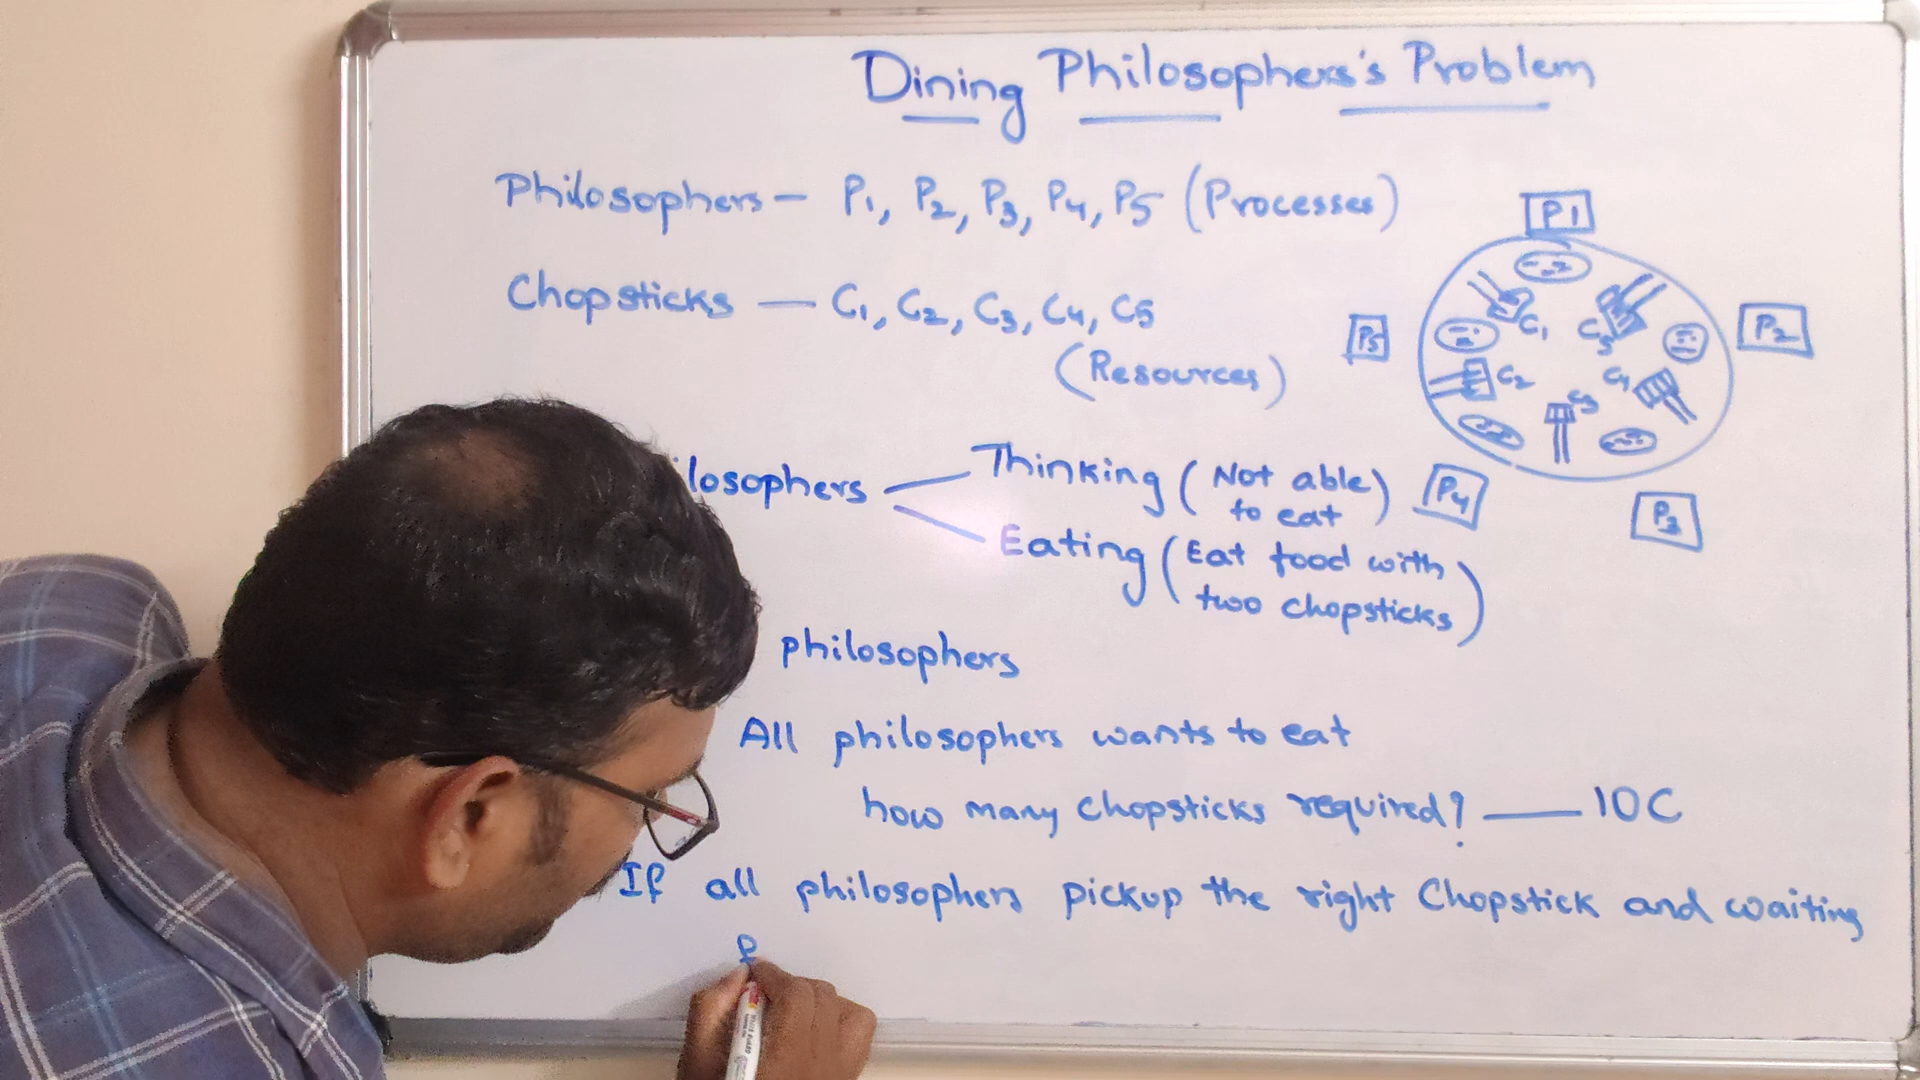 Dining Philosophers's Problem
Philosophers – P1, P2, P3, P4, P5 (Processes)
Chopsticks — C1, C2, C3, C4, C5
(Resources)
P1
P5
P2
C1
C5
C2
C4
C3
P4
P3
losophers
Thinking (Not able to eat)
Eating (Eat food with two chopsticks)
philosophers
All philosophers wants to eat
how many chopsticks required? — 10C
If all philosophers pickup the right Chopstick and waiting
f